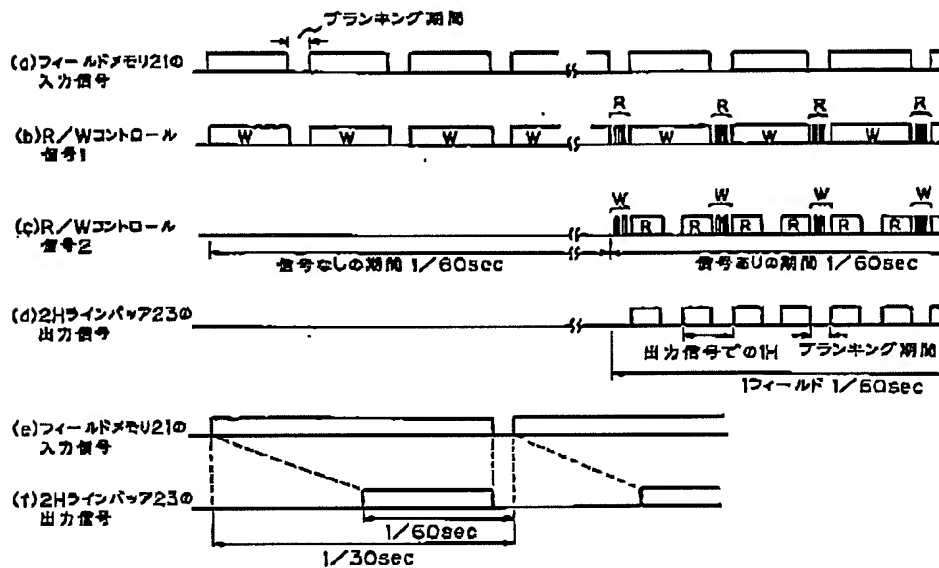 ブランキング期間
(a)フィールドメモリ21の
入力信号
R R R R
(b)R/Wコントロール
信号1
W W W W W W W
W W W W
(c)R/Wコントロール
信号2
R R R R R R
信号なしの期間 1/60sec
信号ありの期間 1/60sec
(d)2Hラインバッファ23の
出力信号
出力信号での1H
ブランキング期間
1フィールド 1/60sec
(e)フィールドメモリ21の
入力信号
(f)2Hラインバッファ23の
出力信号
1/60sec
1/30sec